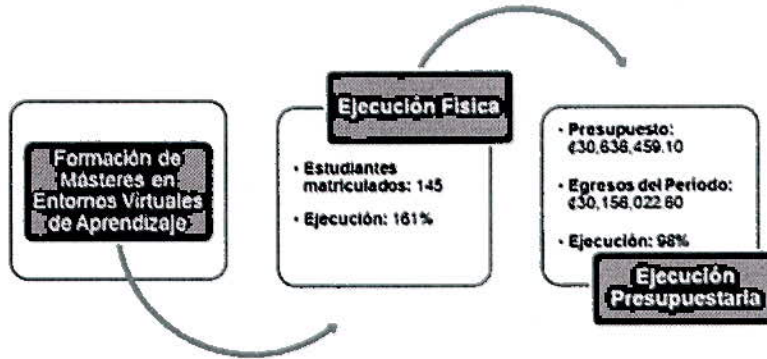 Formación de
Másteres en
Entornos Virtuales
de Aprendizaje
Ejecución Física
• Estudiantes
matriculados: 145
• Ejecución: 161%
• Presupuesto:
₡30,636,459.10
• Egresos del Periodo:
₡30,156,022.60
• Ejecución: 98%
Ejecución
Presupuestaria